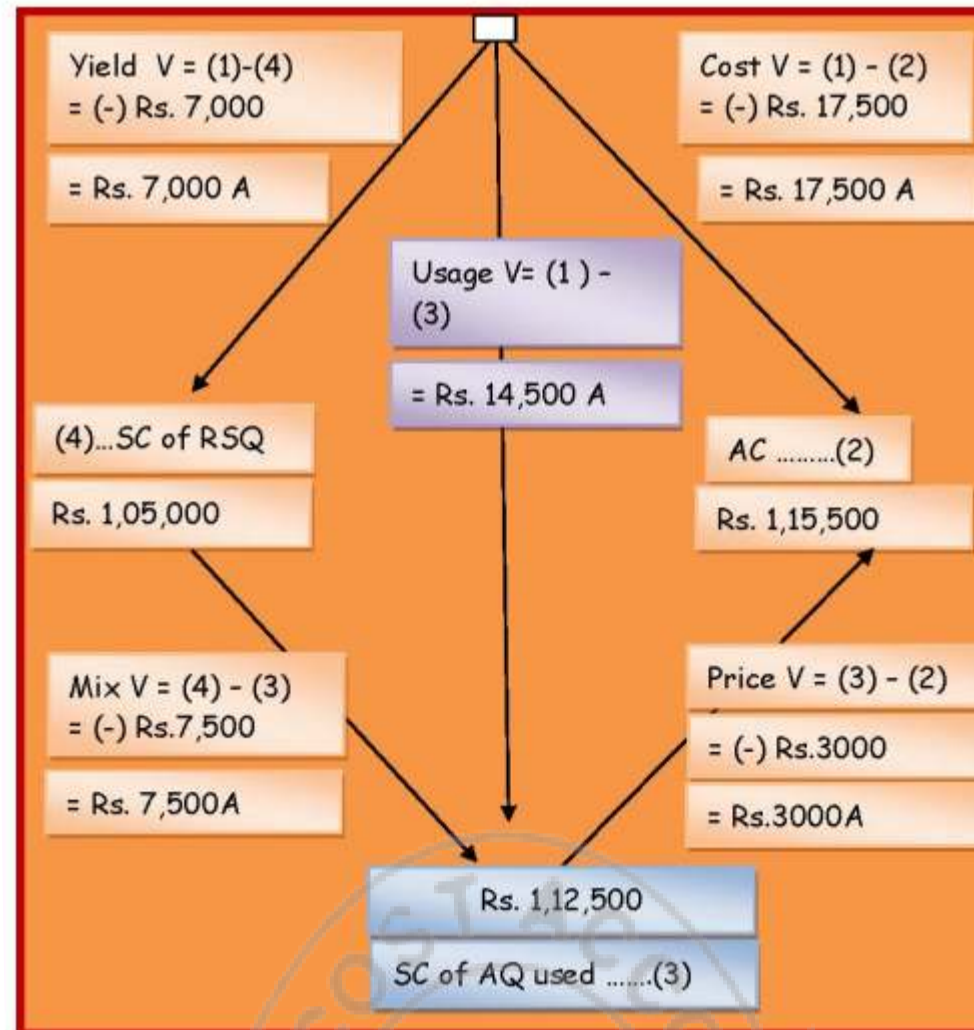 Yield V = (1)-(4)
= (-) Rs. 7,000
= Rs. 7,000 A
Cost V = (1) - (2)
= (-) Rs. 17,500
= Rs. 17,500 A
Usage V= (1 ) -
(3)
= Rs. 14,500 A
(4)...SC of RSQ
Rs. 1,05,000
AC .........(2)
Rs. 1,15,500
Mix V = (4) - (3)
= (-) Rs.7,500
= Rs. 7,500A
Price V = (3) - (2)
= (-) Rs.3000
= Rs.3000A
Rs. 1,12,500
SC of AQ used .......(3)